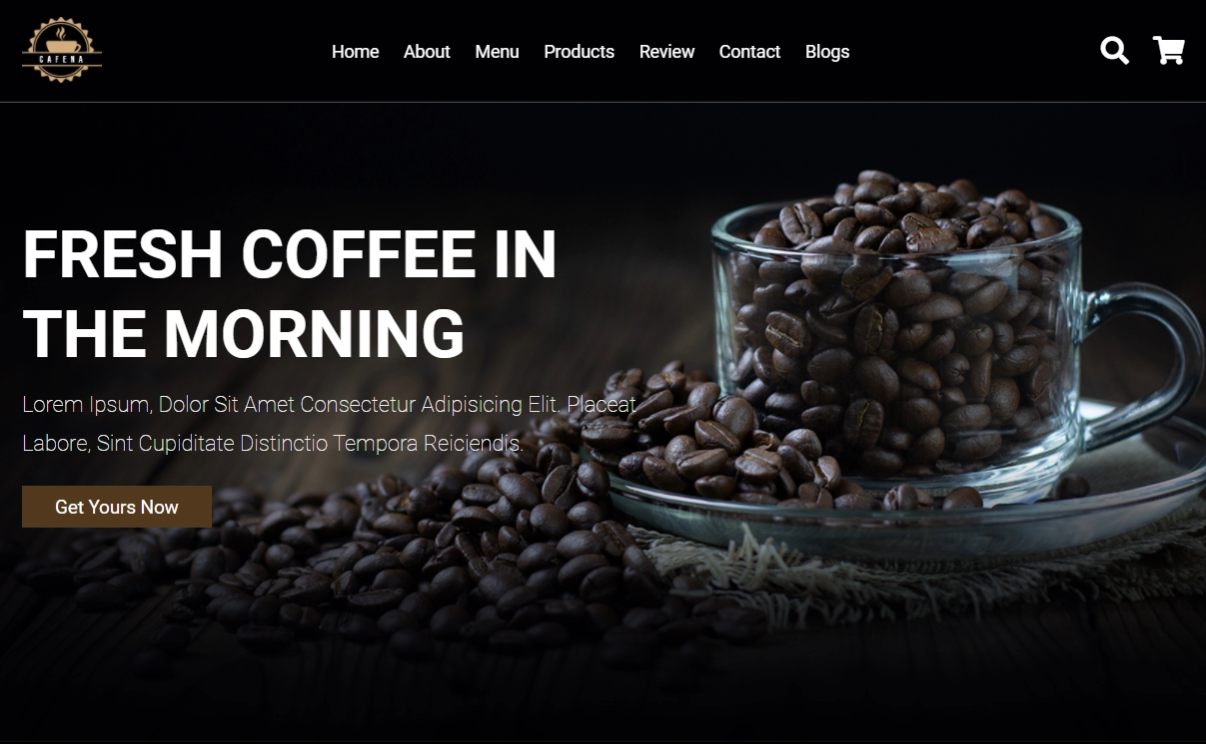 CAFENA
Home About Menu Products Review Contact Blogs
FRESH COFFEE IN
THE MORNING
Lorem Ipsum, Dolor Sit Amet Consectetur Adipisicing Elit. Placeat
Labore, Sint Cupiditate Distinctio Tempora Reiciendis.
Get Yours Now